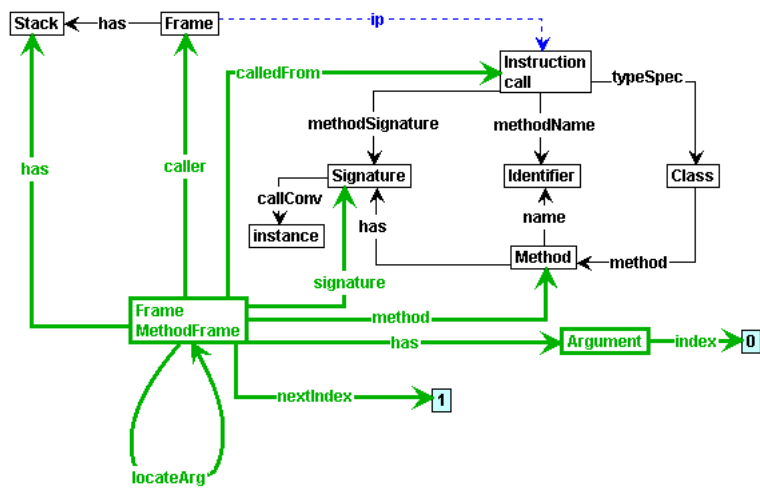 Stack
has
Frame
ip
Instruction
call
calledFrom
typeSpec
methodSignature
methodName
has
caller
Signature
Identifier
Class
callConv
name
has
instance
Method
method
signature
Frame
MethodFrame
method
has
Argument
index
0
nextIndex
1
locateArg